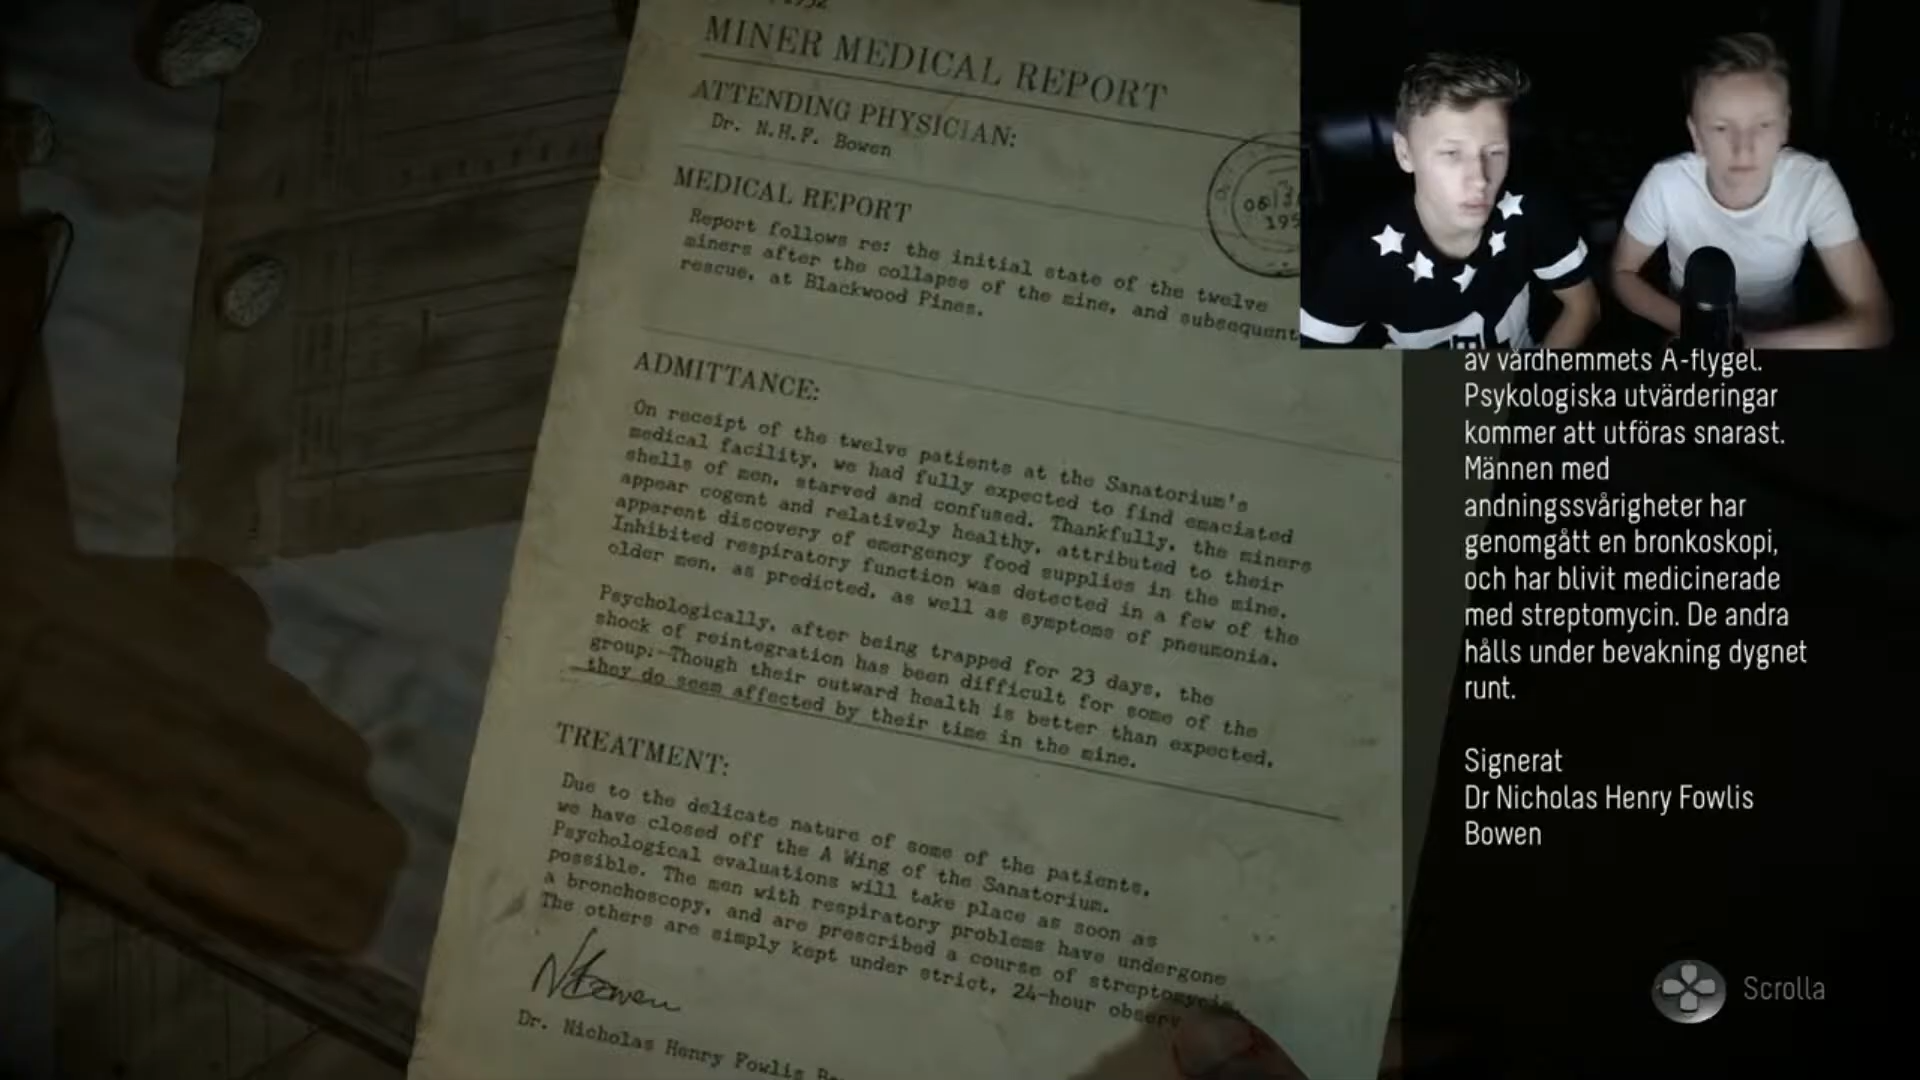 1952
MINER MEDICAL REPORT
ATTENDING PHYSICIAN:
Dr. N.H.F. Bowen
MEDICAL REPORT
Report follows re: the initial state of the twelve
miners after the collapse of the mine, and subsequent
rescue, at Blackwood Pines.
ADMITTANCE:
On receipt of the twelve patients at the Sanatorium's
medical facility, we had fully expected to find emaciated
shells of men, starved and confused. Thankfully, the miners
appear cogent and relatively healthy, attributed to their
apparent discovery of emergency food supplies in the mine.
Inhibited respiratory function was detected in a few of the
older men, as predicted, as well as symptoms of pneumonia.
Psychologically, after being trapped for 23 days, the
shock of reintegration has been difficult for some of the
group. Though their outward health is better than expected,
they do seem affected by their time in the mine.
TREATMENT:
Due to the delicate nature of some of the patients,
we have closed off the A Wing of the Sanatorium.
Psychological evaluations will take place as soon as
possible. The men with respiratory problems have undergone
a bronchoscopy, and are prescribed a course of streptomycin.
The others are simply kept under strict, 24-hour observ
NBowen
Dr. Nicholas Henry Fowlis
av vårdhemmets A-flygel.
Psykologiska utvärderingar
kommer att utföras snarast.
Männen med
andningssvårigheter har
genomgått en bronkoskopi,
och har blivit medicinerade
med streptomycin. De andra
hålls under bevakning dygnet
runt.
Signerat
Dr Nicholas Henry Fowlis
Bowen
Scrolla